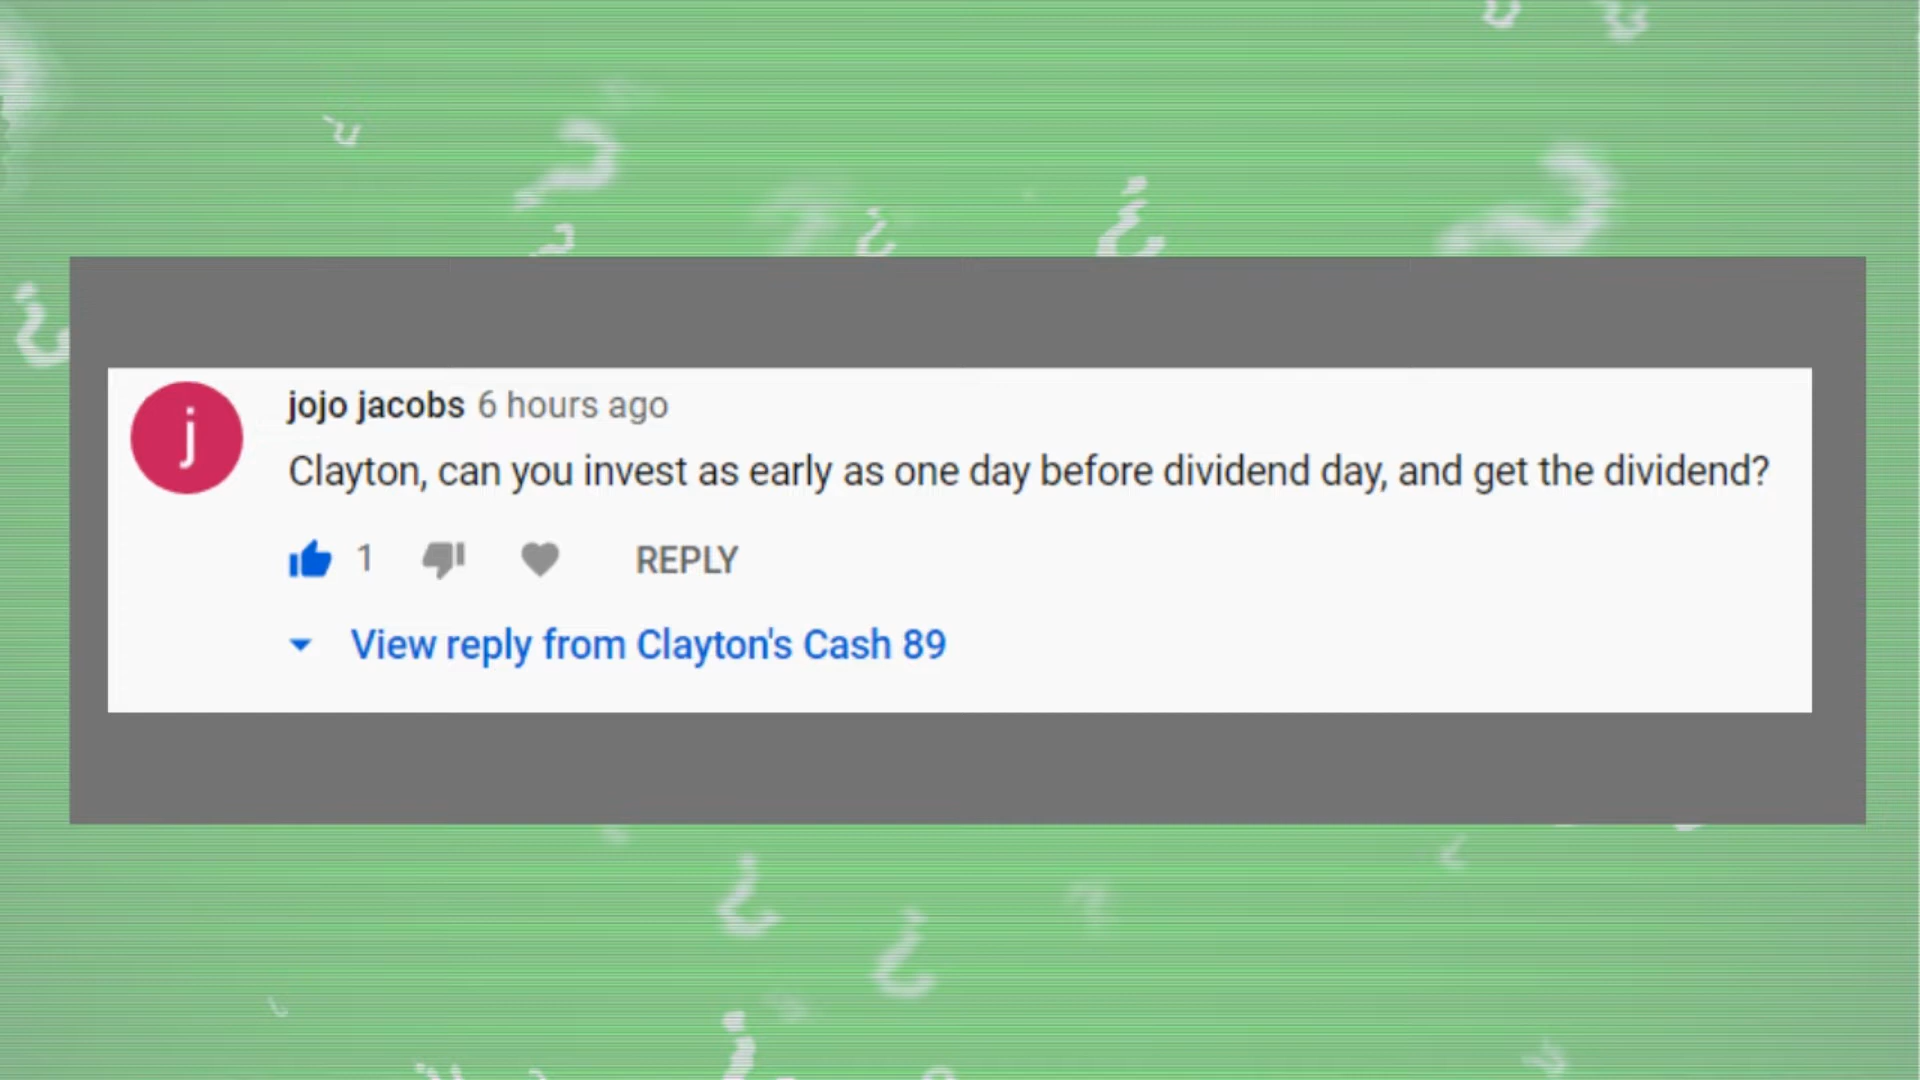 j
jojo jacobs 6 hours ago
Clayton, can you invest as early as one day before dividend day, and get the dividend?
1 REPLY
View reply from Clayton's Cash 89